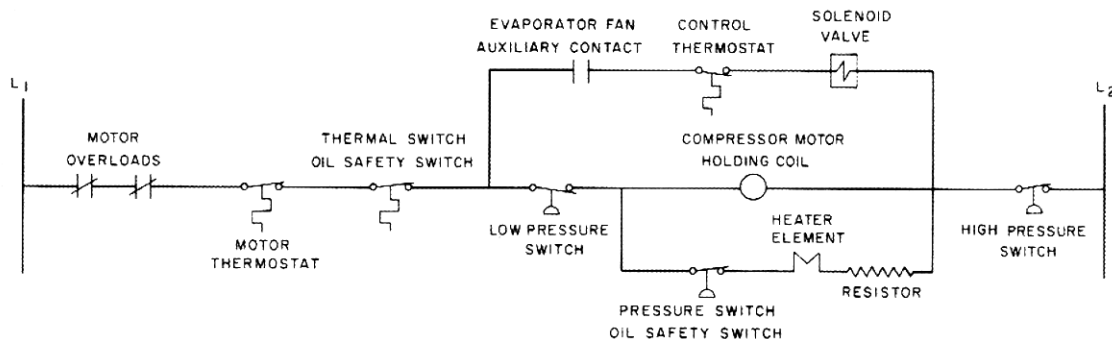 EVAPORATOR FAN
AUXILIARY CONTACT
CONTROL
THERMOSTAT
SOLENOID
VALVE
L1
L2
MOTOR
OVERLOADS
THERMAL SWITCH
OIL SAFETY SWITCH
COMPRESSOR MOTOR
HOLDING COIL
MOTOR
THERMOSTAT
LOW PRESSURE
SWITCH
HEATER
ELEMENT
HIGH PRESSURE
SWITCH
RESISTOR
PRESSURE SWITCH
OIL SAFETY SWITCH